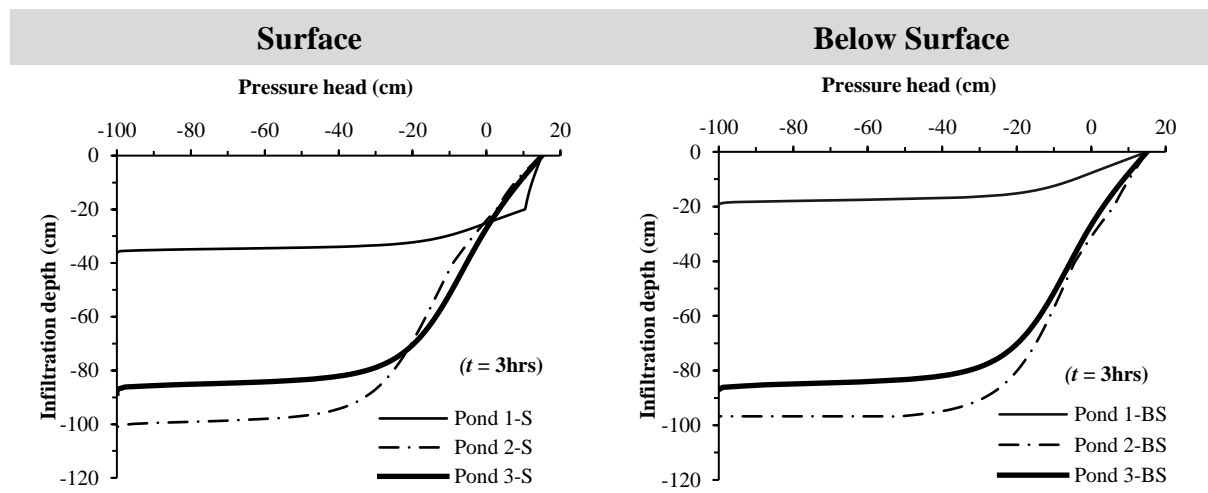 Surface
Below Surface
Pressure head (cm)
-100 -80 -60 -40 -20 0 20
0
-20
-40
-60
-80
-100
-120
Infiltration depth (cm)
(t = 3hrs)
Pond 1-S
Pond 2-S
Pond 3-S
Pressure head (cm)
-100 -80 -60 -40 -20 0 20
0
-20
-40
-60
-80
-100
-120
Infiltration depth (cm)
(t = 3hrs)
Pond 1-BS
Pond 2-BS
Pond 3-BS